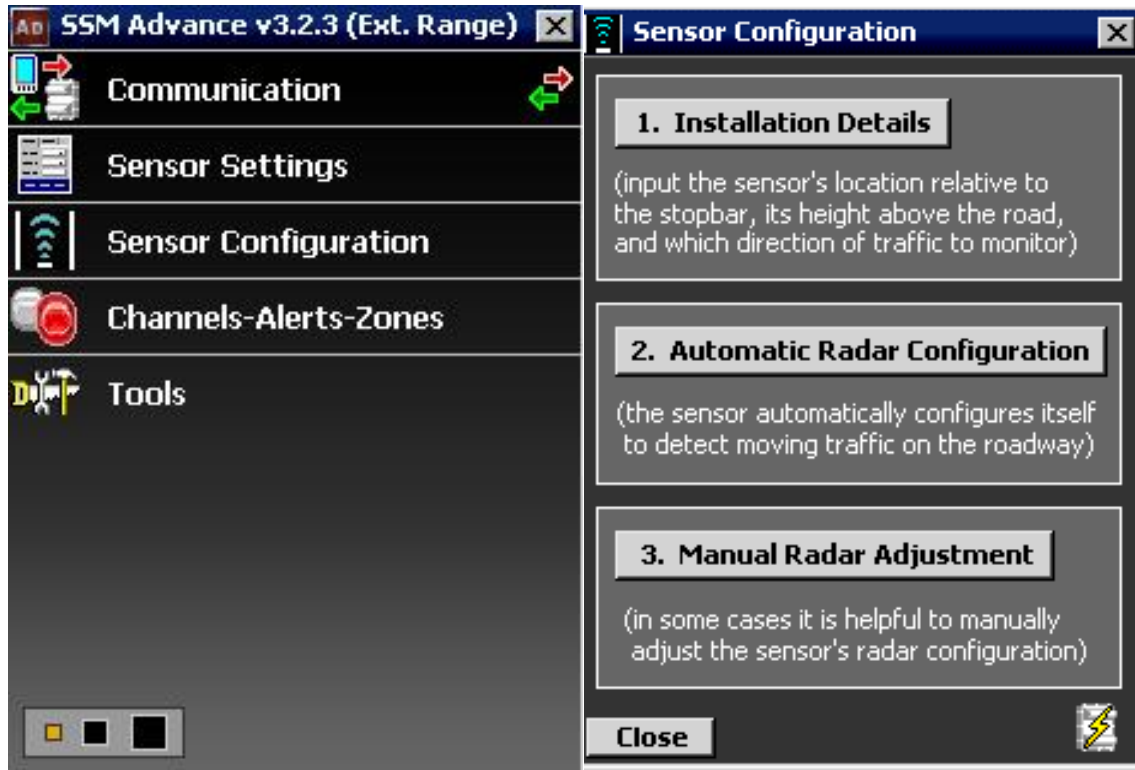 AD SSM Advance v3.2.3 (Ext. Range)
Communication
Sensor Settings
Sensor Configuration
Channels-Alerts-Zones
D Tools
Sensor Configuration
1. Installation Details
(input the sensor's location relative to
the stopbar, its height above the road,
and which direction of traffic to monitor)
2. Automatic Radar Configuration
(the sensor automatically configures itself
to detect moving traffic on the roadway)
3. Manual Radar Adjustment
(in some cases it is helpful to manually
adjust the sensor's radar configuration)
Close